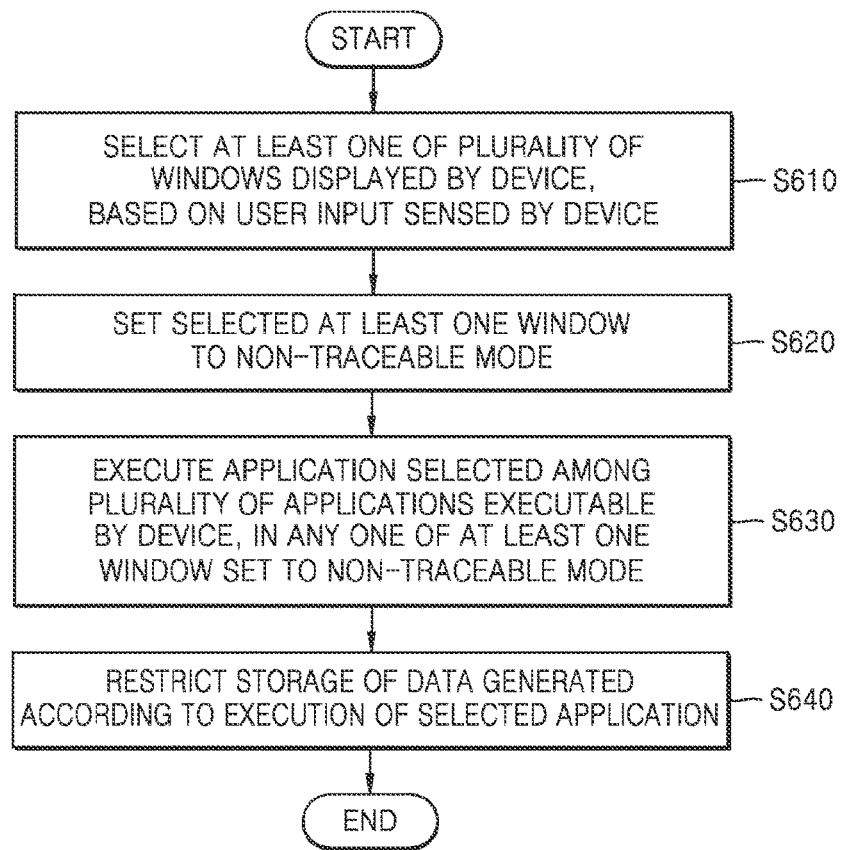 START
SELECT AT LEAST ONE OF PLURALITY OF
WINDOWS DISPLAYED BY DEVICE,
BASED ON USER INPUT SENSED BY DEVICE
S610
SET SELECTED AT LEAST ONE WINDOW
TO NON-TRACEABLE MODE
S620
EXECUTE APPLICATION SELECTED AMONG
PLURALITY OF APPLICATIONS EXECUTABLE
BY DEVICE, IN ANY ONE OF AT LEAST ONE
WINDOW SET TO NON-TRACEABLE MODE
S630
RESTRICT STORAGE OF DATA GENERATED
ACCORDING TO EXECUTION OF SELECTED APPLICATION
S640
END